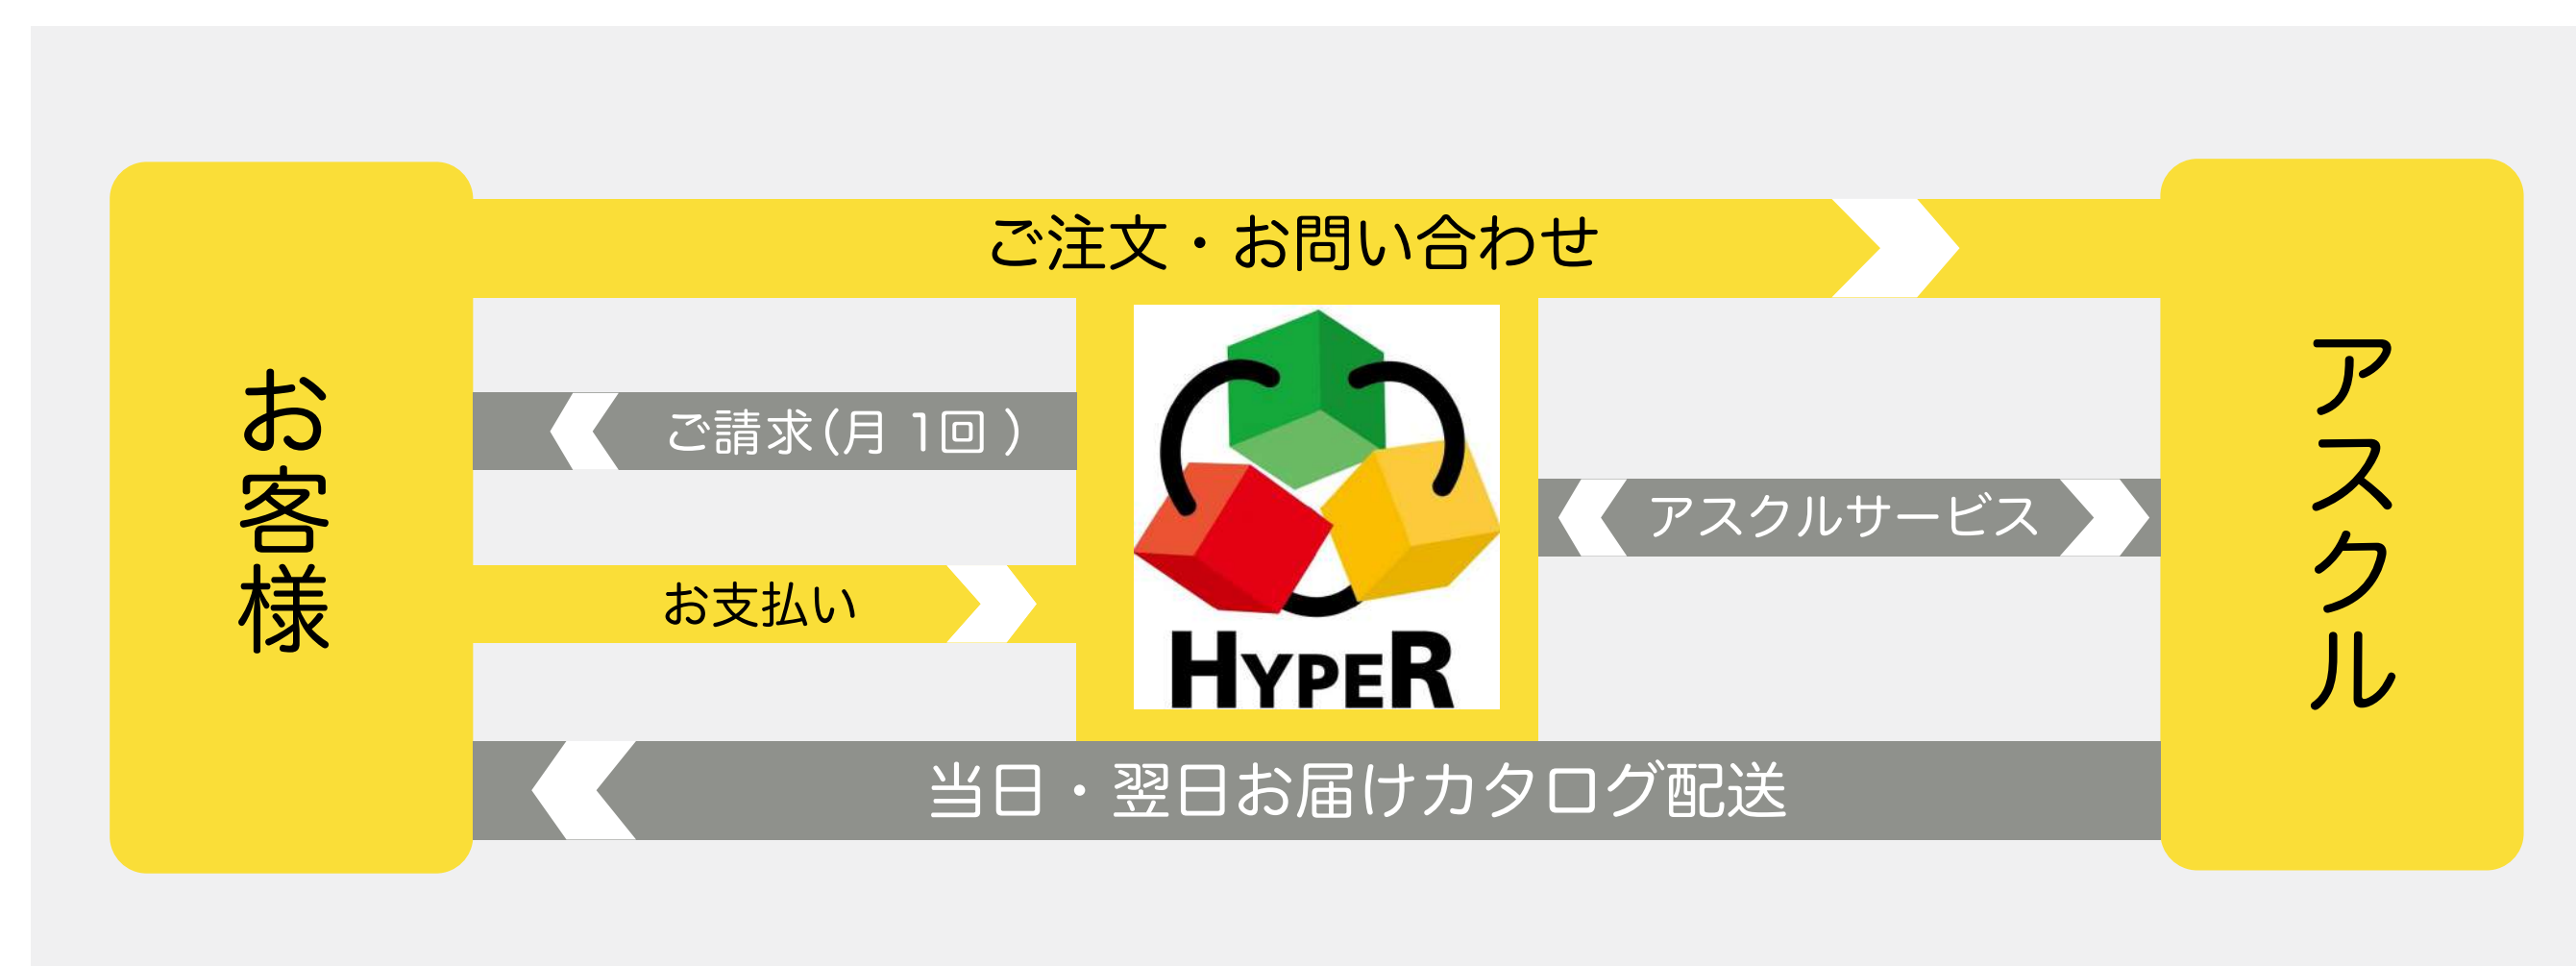 ご注文・お問い合わせ
お客様
ご請求(月 1回 )
お支払い
HYPER
アスクルサービス
アスクル
当日・翌日お届けカタログ配送